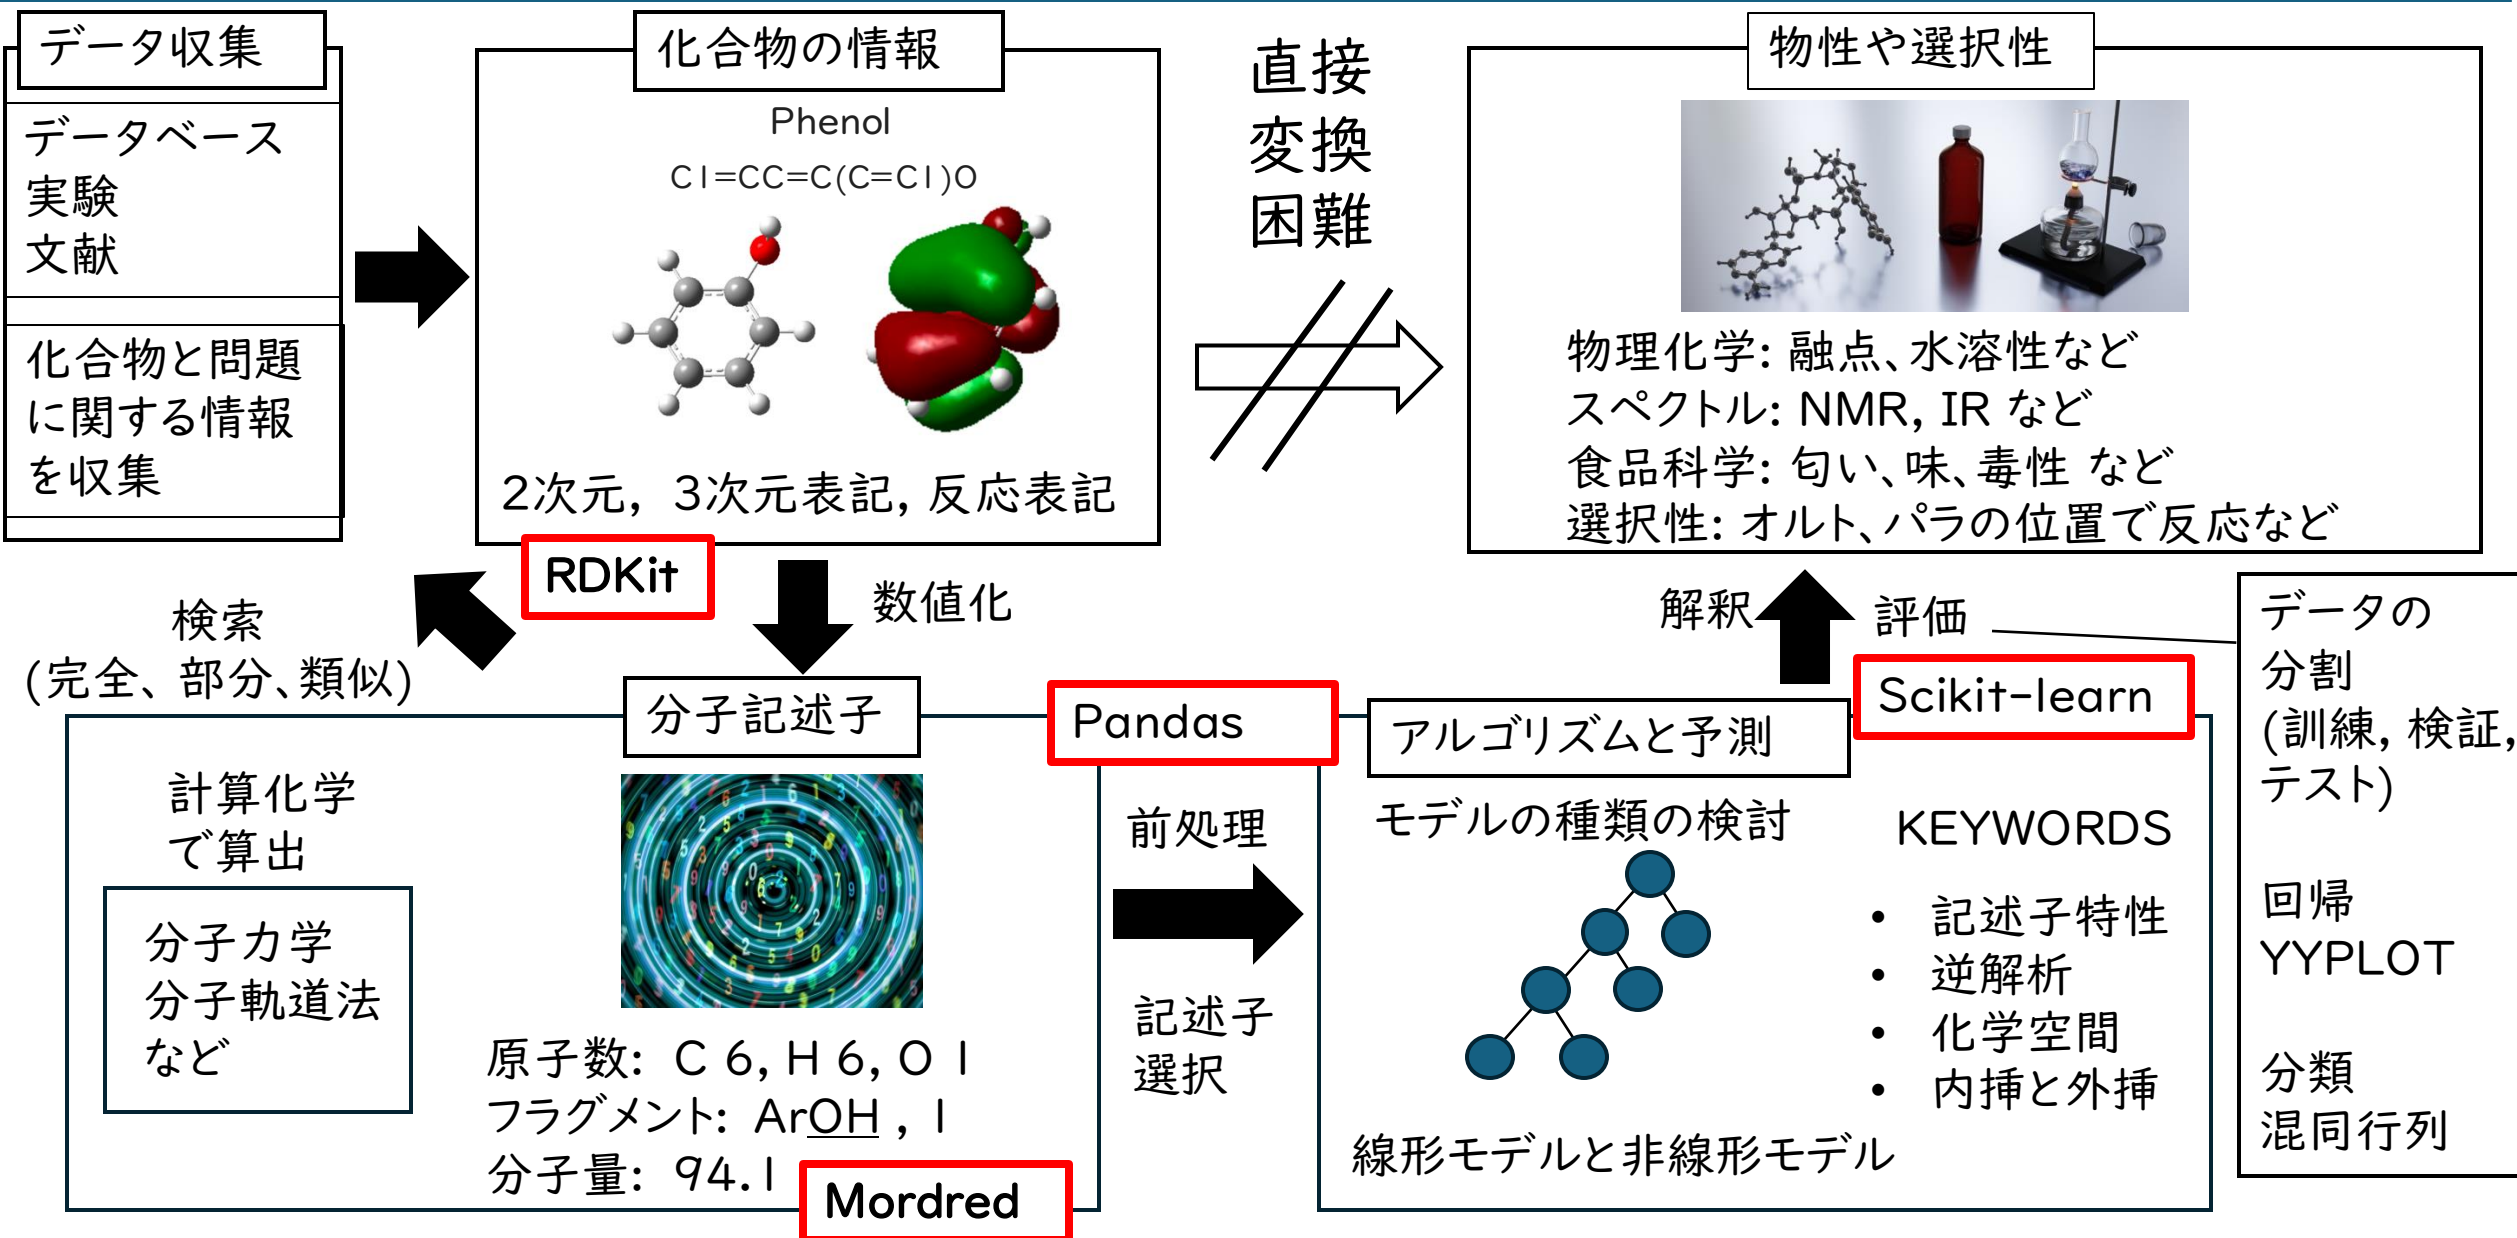 データ収集
データベース
実験
文献
化合物と問題
に関する情報
を収集
化合物の情報
Phenol
C1=CC=C(C=C1)O
2次元, 3次元表記, 反応表記
直接
変換
困難
物性や選択性
物理化学: 融点、水溶性など
スペクトル: NMR, IR など
食品科学: 匂い、味、毒性 など
選択性: オルト、パラの位置で反応など
RDKit
検索
(完全、部分、類似)
数値化
分子記述子
計算化学
で算出
分子力学
分子軌道法
など
原子数: C 6, H 6, O 1
フラグメント: ArOH , 1
分子量: 94.1
Mordred
Pandas
前処理
記述子
選択
解釈
評価
Scikit-learn
アルゴリズムと予測
モデルの種類の検討
KEYWORDS
• 記述子特性
• 逆解析
• 化学空間
• 内挿と外挿
線形モデルと非線形モデル
データの
分割
(訓練, 検証,
テスト)
回帰
YYPLOT
分類
混同行列